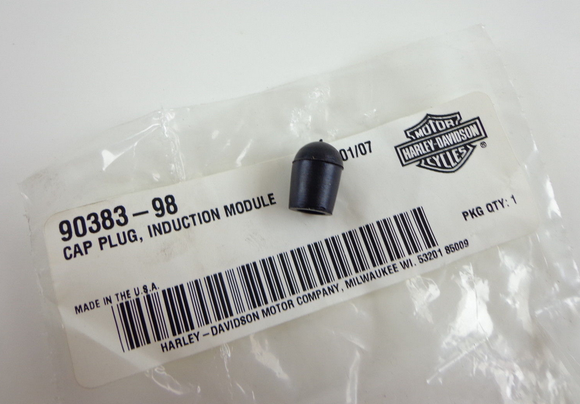 MOTOR
HARLEY-DAVIDSON
CYCLES
®
01/07
90383-98
CAP PLUG, INDUCTION MODULE
PKG QTY: 1
MADE IN THE U.S.A.
HARLEY-DAVIDSON MOTOR COMPANY, MILWAUKEE WI. 53201 85009